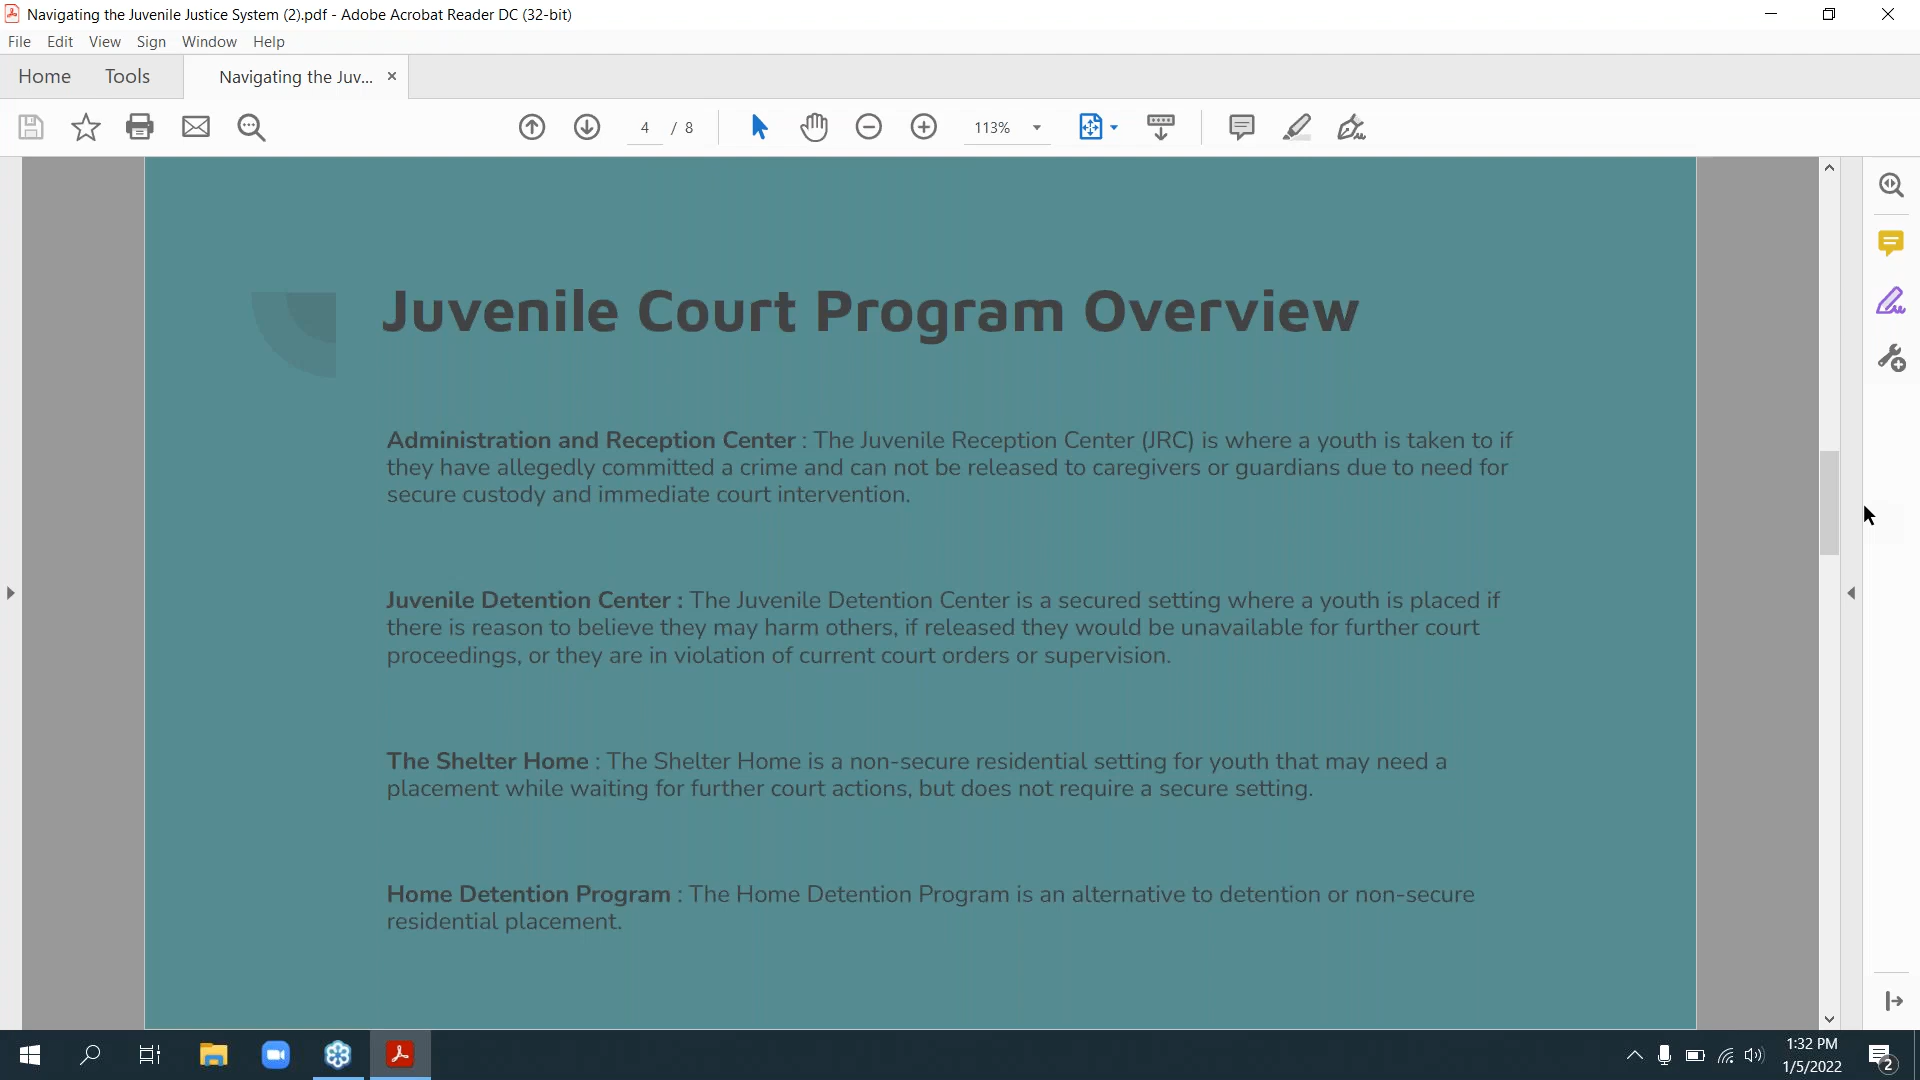 Navigating the Juvenile Justice System (2).pdf - Adobe Acrobat Reader DC (32-bit)
File Edit View Sign Window Help
Home Tools Navigating the Juv... ×
4 / 8 113%
Juvenile Court Program Overview
Administration and Reception Center : The Juvenile Reception Center (JRC) is where a youth is taken to if
they have allegedly committed a crime and can not be released to caregivers or guardians due to need for
secure custody and immediate court intervention.
Juvenile Detention Center : The Juvenile Detention Center is a secured setting where a youth is placed if
there is reason to believe they may harm others, if released they would be unavailable for further court
proceedings, or they are in violation of current court orders or supervision.
The Shelter Home : The Shelter Home is a non-secure residential setting for youth that may need a
placement while waiting for further court actions, but does not require a secure setting.
Home Detention Program : The Home Detention Program is an alternative to detention or non-secure
residential placement.
1:32 PM
1/5/2022
2